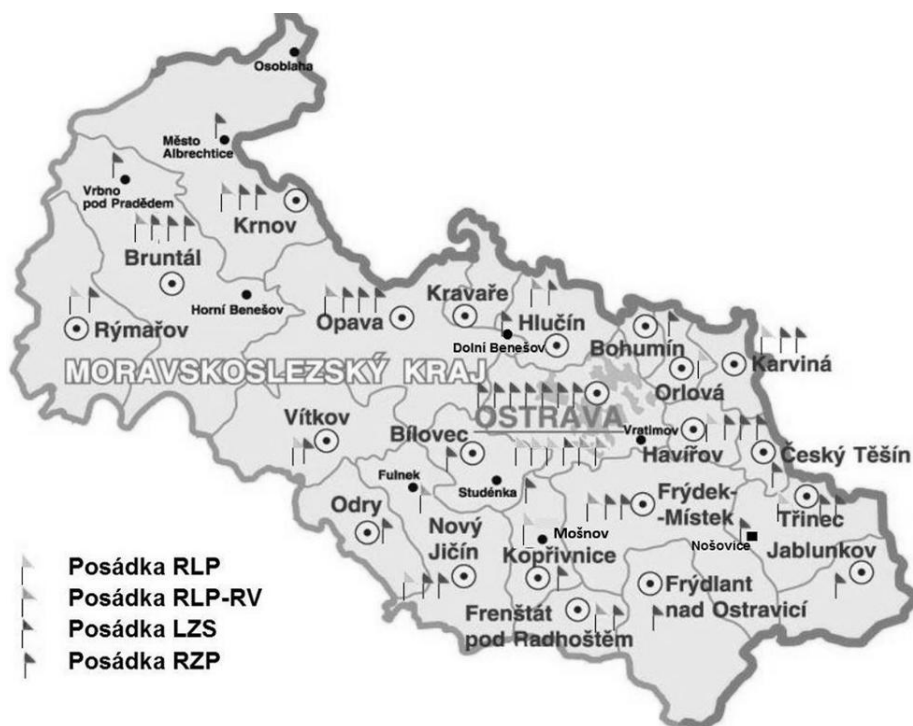 Osoblaha
Město
Albrechtice
Vrbno
pod Pradědem
Krnov
Bruntál
Horní Benešov
Rýmařov
Opava
Kravaře
Hlučín
Dolní Benešov
Bohumín
Karviná
Orlová
MORAVSKOSLEZSKÝ KRAJ
OSTRAVA
Vítkov
Bílovec
Vratimov
Havířov
Český Těšín
Fulnek
Studénka
Odry
Nový
Jičín
Mošnov
Kopřivnice
Frýdek-
-Místek
Třinec
Nošovice
Jablunkov
Frýdlant
nad Ostravicí
Frenštát
pod Radhoštěm
Posádka RLP
Posádka RLP-RV
Posádka LZS
Posádka RZP